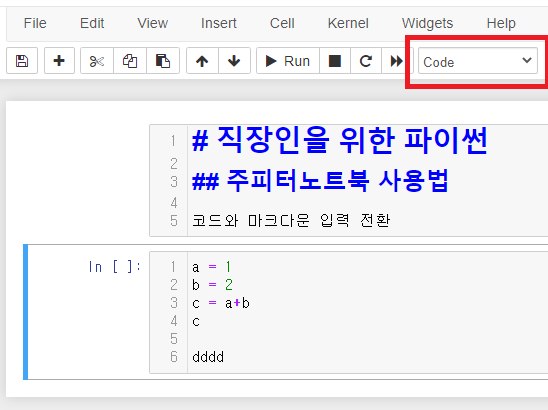 File Edit View Insert Cell Kernel Widgets Help
Run Code
1 # 직장인을 위한 파이썬
2
3 ## 주피터노트북 사용법
4
5 코드와 마크다운 입력 전환
In [ ]: 1 a = 1
2 b = 2
3 c = a+b
4 c
5
6 dddd